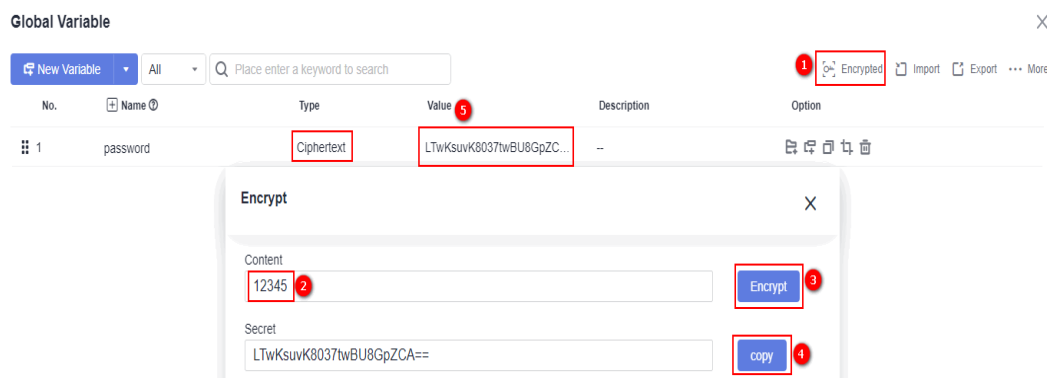 Global Variable
New Variable All Place enter a keyword to search 1 Encrypted Import Export ··· More
No. Name Type Value 5 Description Option
1 password Ciphertext LTwKsuvK8037twBU8GpZC... --
Encrypt
Content
12345 2 Encrypt 3
Secret
LTwKsuvK8037twBU8GpZCA== copy 4